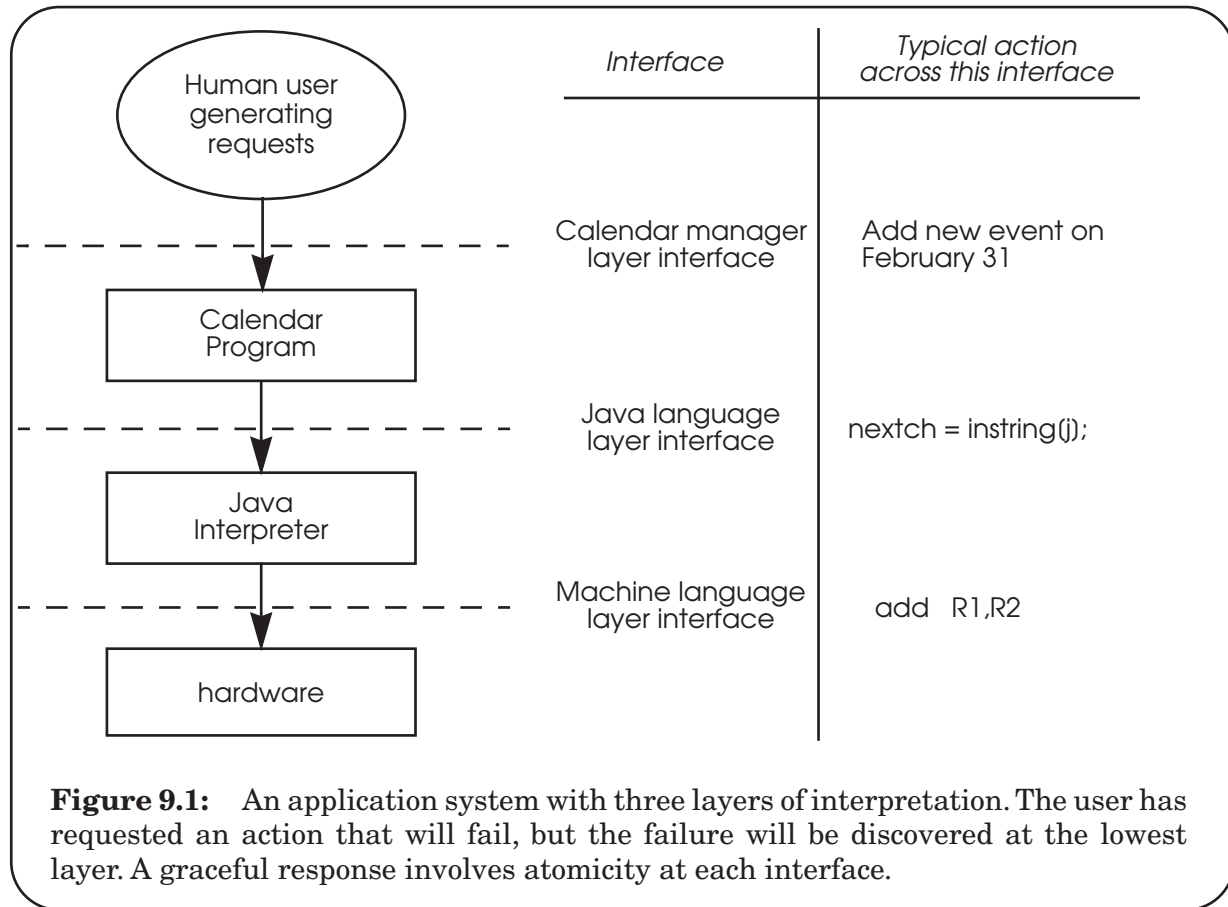 Human user
generating
requests
Interface
Typical action
across this interface
Calendar manager
layer interface
Add new event on
February 31
Calendar
Program
Java language
layer interface
nextch = instring(j);
Java
Interpreter
Machine language
layer interface
add R1,R2
hardware
Figure 9.1: An application system with three layers of interpretation. The user has
requested an action that will fail, but the failure will be discovered at the lowest
layer. A graceful response involves atomicity at each interface.